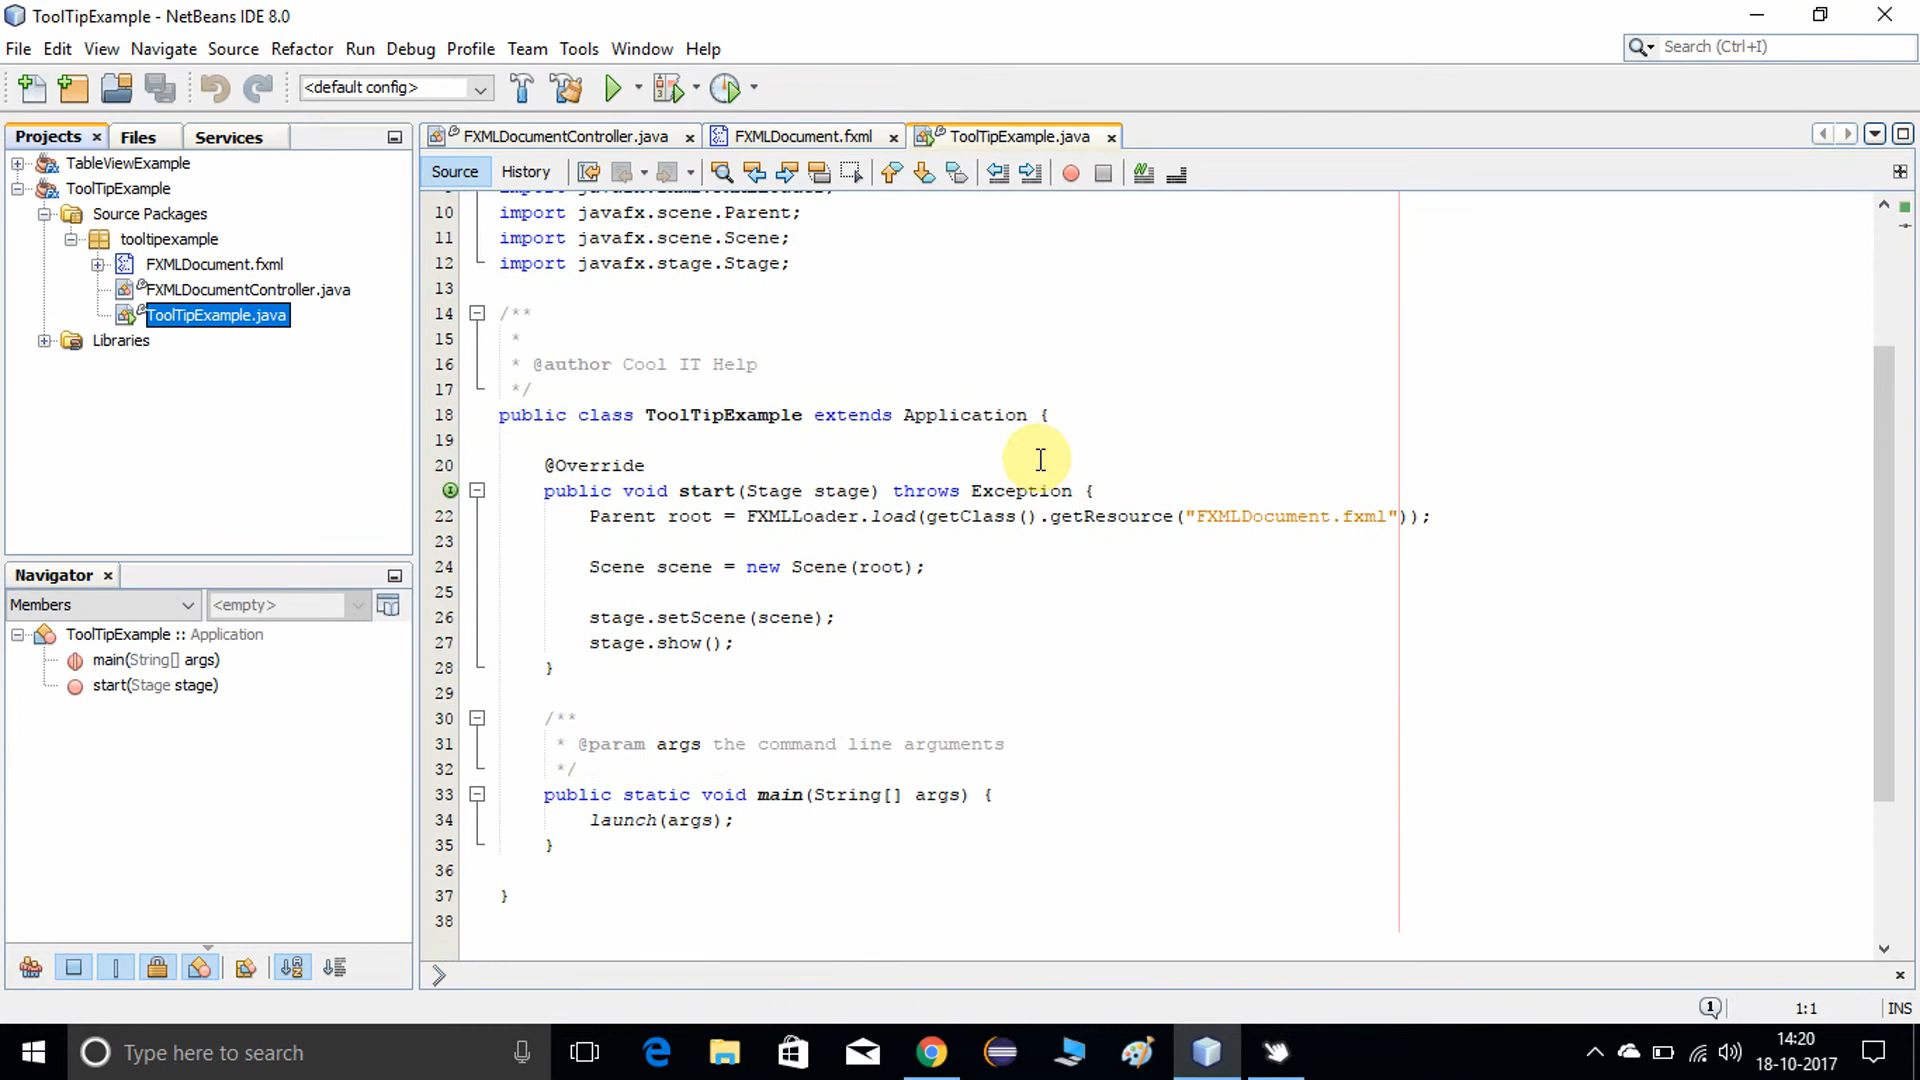 ToolTipExample - NetBeans IDE 8.0
File Edit View Navigate Source Refactor Run Debug Profile Team Tools Window Help
Search (Ctrl+I)
<default config>
Projects Files Services
TableViewExample
ToolTipExample
Source Packages
tooltipexample
FXMLDocument.fxml
FXMLDocumentController.java
ToolTipExample.java
Libraries
Navigator
Members <empty>
ToolTipExample :: Application
main(String[] args)
start(Stage stage)
FXMLDocumentController.java FXMLDocument.fxml ToolTipExample.java
Source History
10 import javafx.scene.Parent;
11 import javafx.scene.Scene;
12 import javafx.stage.Stage;
13
14 /**
15 *
16 * @author Cool IT Help
17 */
18 public class ToolTipExample extends Application {
19
20 @Override
public void start(Stage stage) throws Exception {
22 Parent root = FXMLLoader.load(getClass().getResource("FXMLDocument.fxml"));
23
24 Scene scene = new Scene(root);
25
26 stage.setScene(scene);
27 stage.show();
28 }
29
30 /**
31 * @param args the command line arguments
32 */
33 public static void main(String[] args) {
34 launch(args);
35 }
36
37 }
38
1 1:1 INS
Type here to search
14:20
18-10-2017